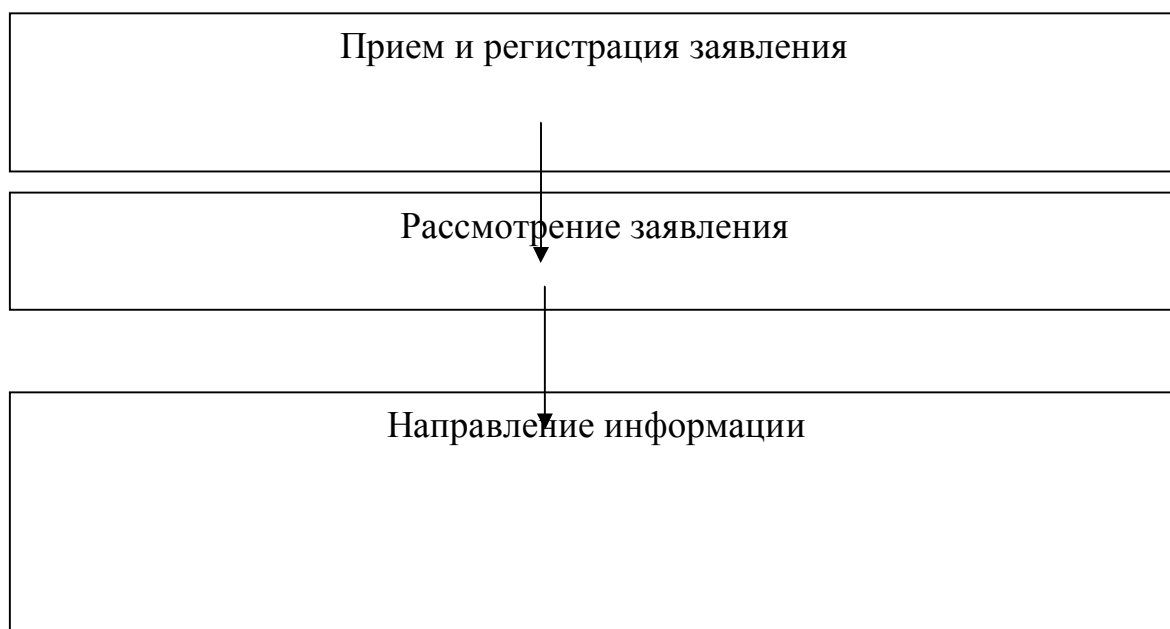 Прием и регистрация заявления
Рассмотрение заявления
Направление информации